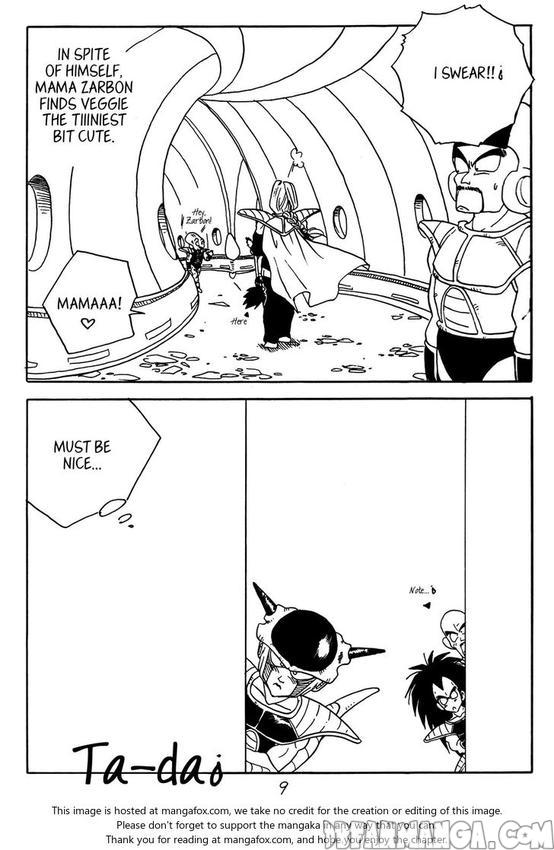 IN SPITE
OF HIMSELF,
MAMA ZARBON
FINDS VEGGIE
THE TIIINIEST
BIT CUTE.
I SWEAR!!
Hey,
Zarbon!
MAMAAA!
♡
Here
MUST BE
NICE...
Note...
Ta-da
9
This image is hosted at mangafox.com, we take no credit for the creation or editing of this image.
Please don't forget to support the mangaka in any way that you can.
Thank you for reading at mangafox.com, and hope you enjoy the chapter.
MYFAVMANGA.COM